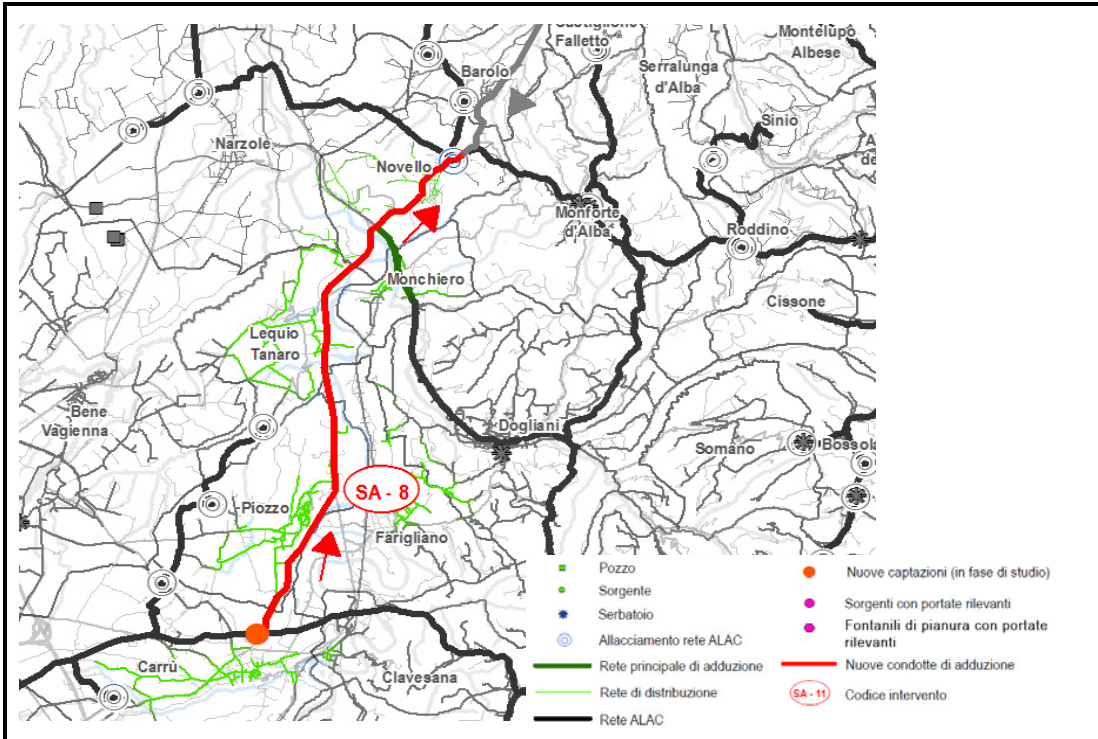 Falletto
Montelupo
Albese
Barolo
Serralunga
d'Alba
Sinio
Narzole
Novello
Monforte
d'Alba
Roddino
Monchiero
Cissone
Lequio
Tanaro
Bene
Vagienna
Dogliani
Somano
Bossola
SA - 8
Piozzo
Farigliano
Carrù
Clavesana
Pozzo
Sorgente
Serbatoio
Allacciamento rete ALAC
Rete principale di adduzione
Rete di distribuzione
Rete ALAC
Nuove captazioni (in fase di studio)
Sorgenti con portate rilevanti
Fontanili di pianura con portate
rilevanti
Nuove condotte di adduzione
SA - 11
Codice intervento